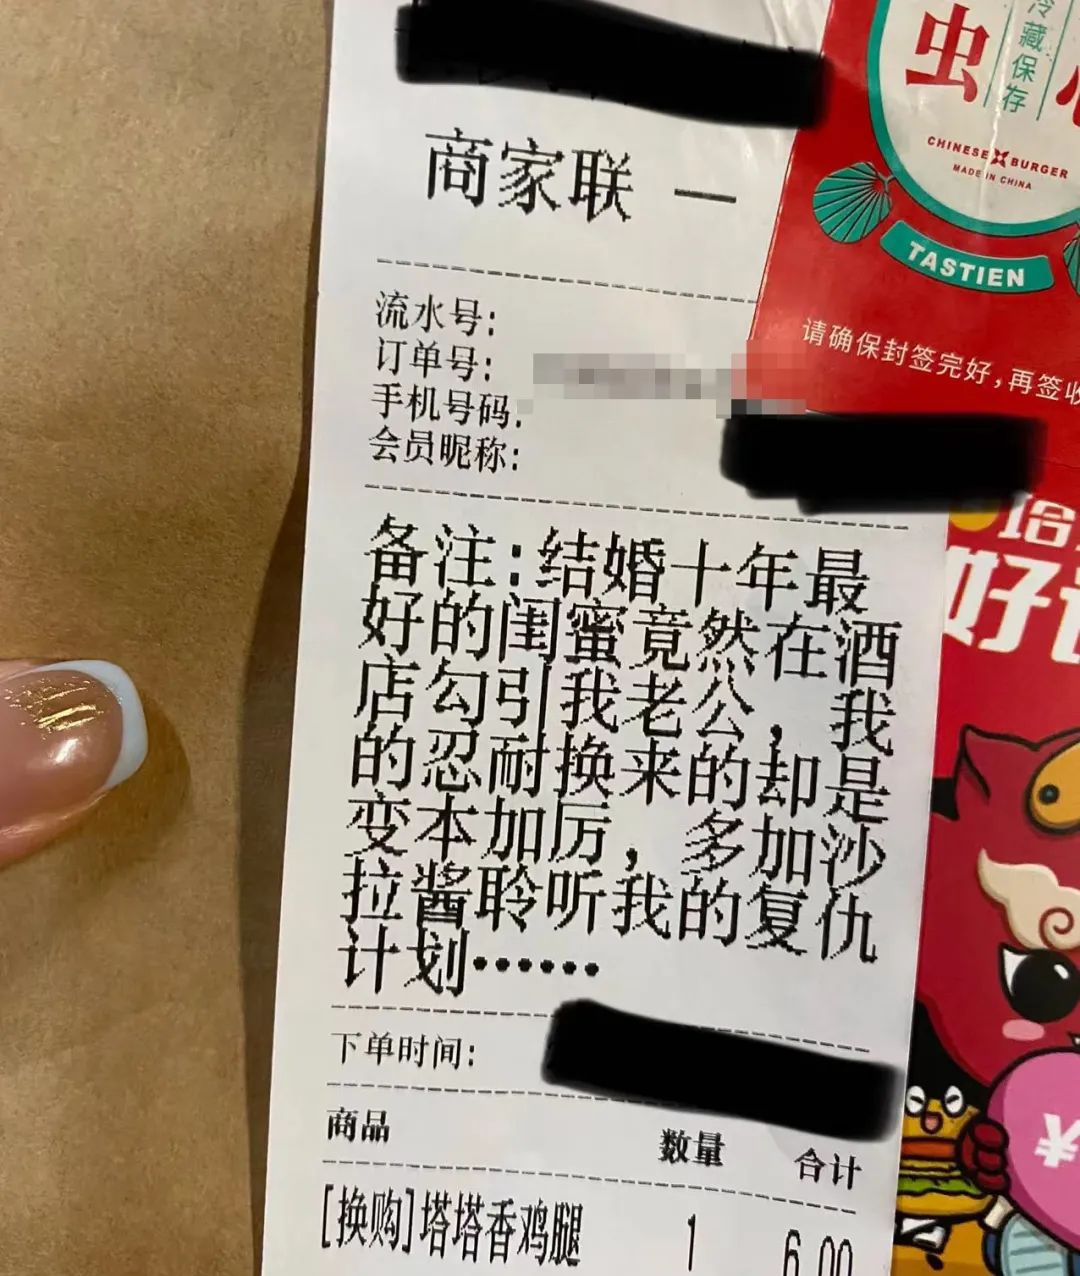 商家联 一
流水号:
订单号:
手机号码:
会员昵称:
备注:结婚十年最
好的闺蜜竟然在酒
店勾引我老公,我
的忍耐换来的却是
变本加厉,多加沙
拉酱聆听我的复仇
计划······
下单时间:
商品 数量 合计
[换购]塔塔香鸡腿 1 6.00
虫
冷藏保存
CHINESE BURGER
MADE IN CHINA
TASTIEN
请确保封签完好,再签收
好